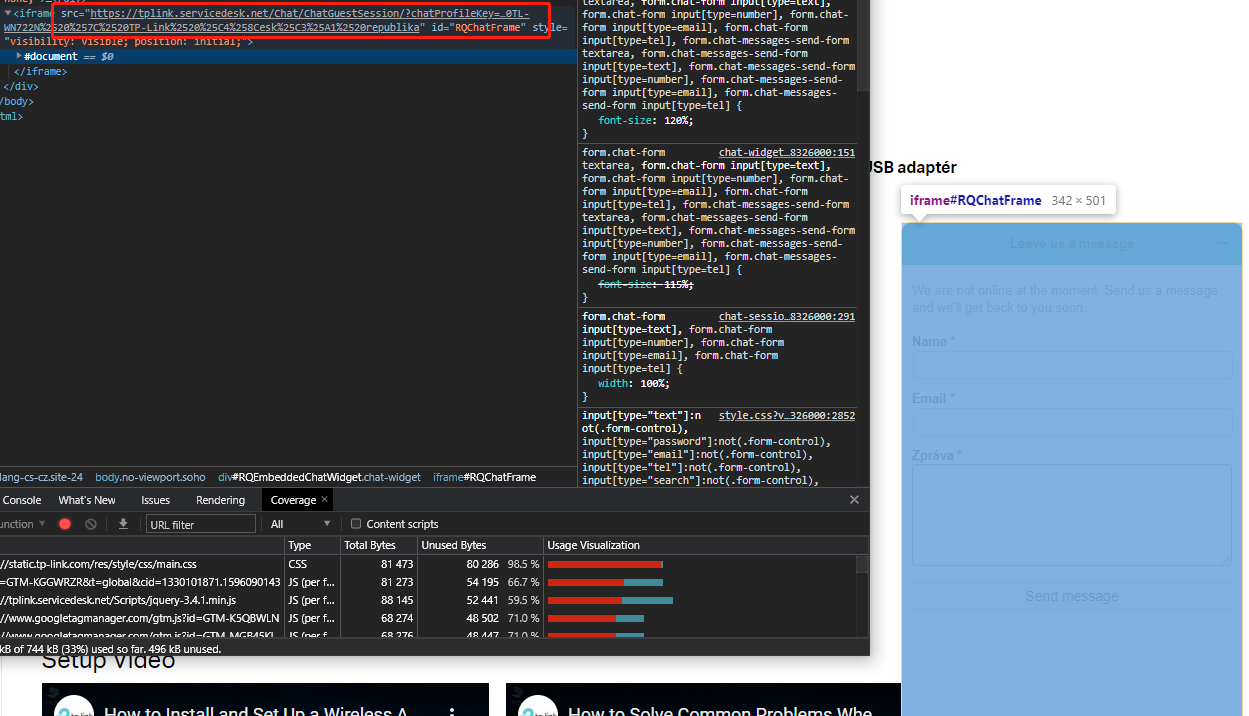 ▼<iframe src="https://tplink.servicedesk.net/Chat/ChatGuestSession/?chatProfileKey=…0TL-
WN722N%2520%257C%2520TP-Link%2520%25C4%258Cesk%25C3%25A1%2520republika" id="RQChatFrame" style=
"visibility: visible; position: initial;">
▶#document == $0
</iframe>
</div>
/body>
tml>
textarea, form.chat-form input[type=text],
form.chat-form input[type=number], form.chat-
form input[type=email], form.chat-form
input[type=tel], form.chat-messages-send-form
textarea, form.chat-messages-send-form
input[type=text], form.chat-messages-send-form
input[type=number], form.chat-messages-send-
form input[type=email], form.chat-messages-
send-form input[type=tel] {
font-size: 120%;
}
form.chat-form chat-widget…8326000:151
textarea, form.chat-form input[type=text],
form.chat-form input[type=number], form.chat-
form input[type=email], form.chat-form
input[type=tel], form.chat-messages-send-form
textarea, form.chat-messages-send-form
input[type=text], form.chat-messages-send-form
input[type=number], form.chat-messages-send-
form input[type=email], form.chat-messages-
send-form input[type=tel] {
font-size: 115%;
}
form.chat-form chat-sessio…8326000:291
input[type=text], form.chat-form
input[type=number], form.chat-form
input[type=email], form.chat-form
input[type=tel] {
width: 100%;
}
input[type="text"]:n style.css?v…326000:2852
ot(.form-control),
input[type="password"]:not(.form-control),
input[type="email"]:not(.form-control),
input[type="tel"]:not(.form-control),
input[type="search"]:not(.form-control),
lang-cs-cz.site-24 body.no-viewport.soho div#RQEmbeddedChatWidget.chat-widget iframe#RQChatFrame
Console What's New Issues Rendering Coverage ×
unction ▼ URL filter All ▼ Content scripts
Type Total Bytes Unused Bytes Usage Visualization
//static.tp-link.com/res/style/css/main.css CSS 81 473 80 286 98.5 %
=GTM-KGGWRZR&t=global&cid=1330101871.1596090143 JS (per f… 81 273 54 195 66.7 %
//tplink.servicedesk.net/Scripts/jquery-3.4.1.min.js JS (per f… 88 145 52 441 59.5 %
//www.googletagmanager.com/gtm.js?id=GTM-K5QBWLN JS (per f… 68 274 48 502 71.0 %
//www.googletagmanager.com/gtm.js?id=GTM-MGB45KL JS (per f… 68 276 48 447 71.0 %
kB of 744 kB (33%) used so far. 496 kB unused.
USB adaptér
iframe#RQChatFrame 342 × 501
Leave us a message
We are not online at the moment. Send us a message
and we'll get back to you soon.
Name *
Email *
Zpráva *
Send message
Setup Video
How to Install and Set Up a Wireless A
How to Solve Common Problems Whe